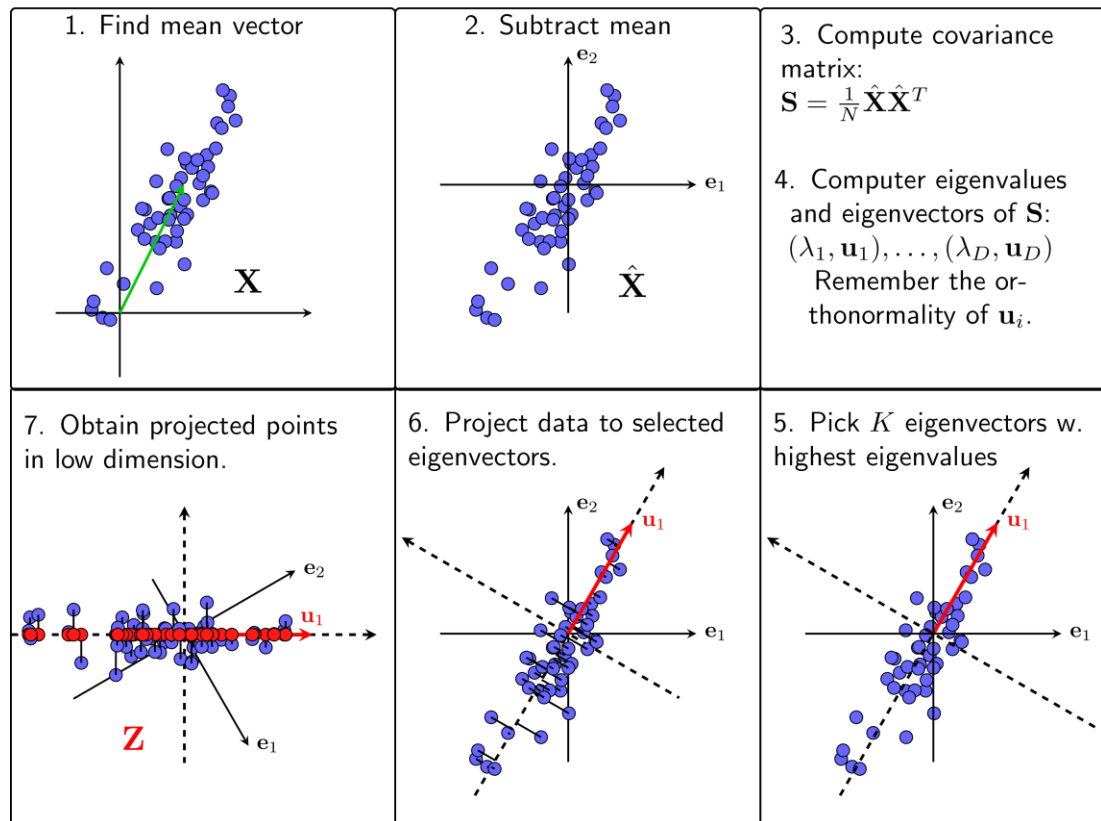 1. Find mean vector
X
2. Subtract mean
e₂
e₁
X̂
3. Compute covariance
matrix:
S = 1/N X̂X̂ᵀ
4. Computer eigenvalues
and eigenvectors of S:
(λ₁, u₁), . . . , (λ_D, u_D)
Remember the or-
thonormality of uᵢ.
7. Obtain projected points
in low dimension.
e₂
u₁
Z
e₁
6. Project data to selected
eigenvectors.
e₂
u₁
e₁
5. Pick K eigenvectors w.
highest eigenvalues
e₂
u₁
e₁